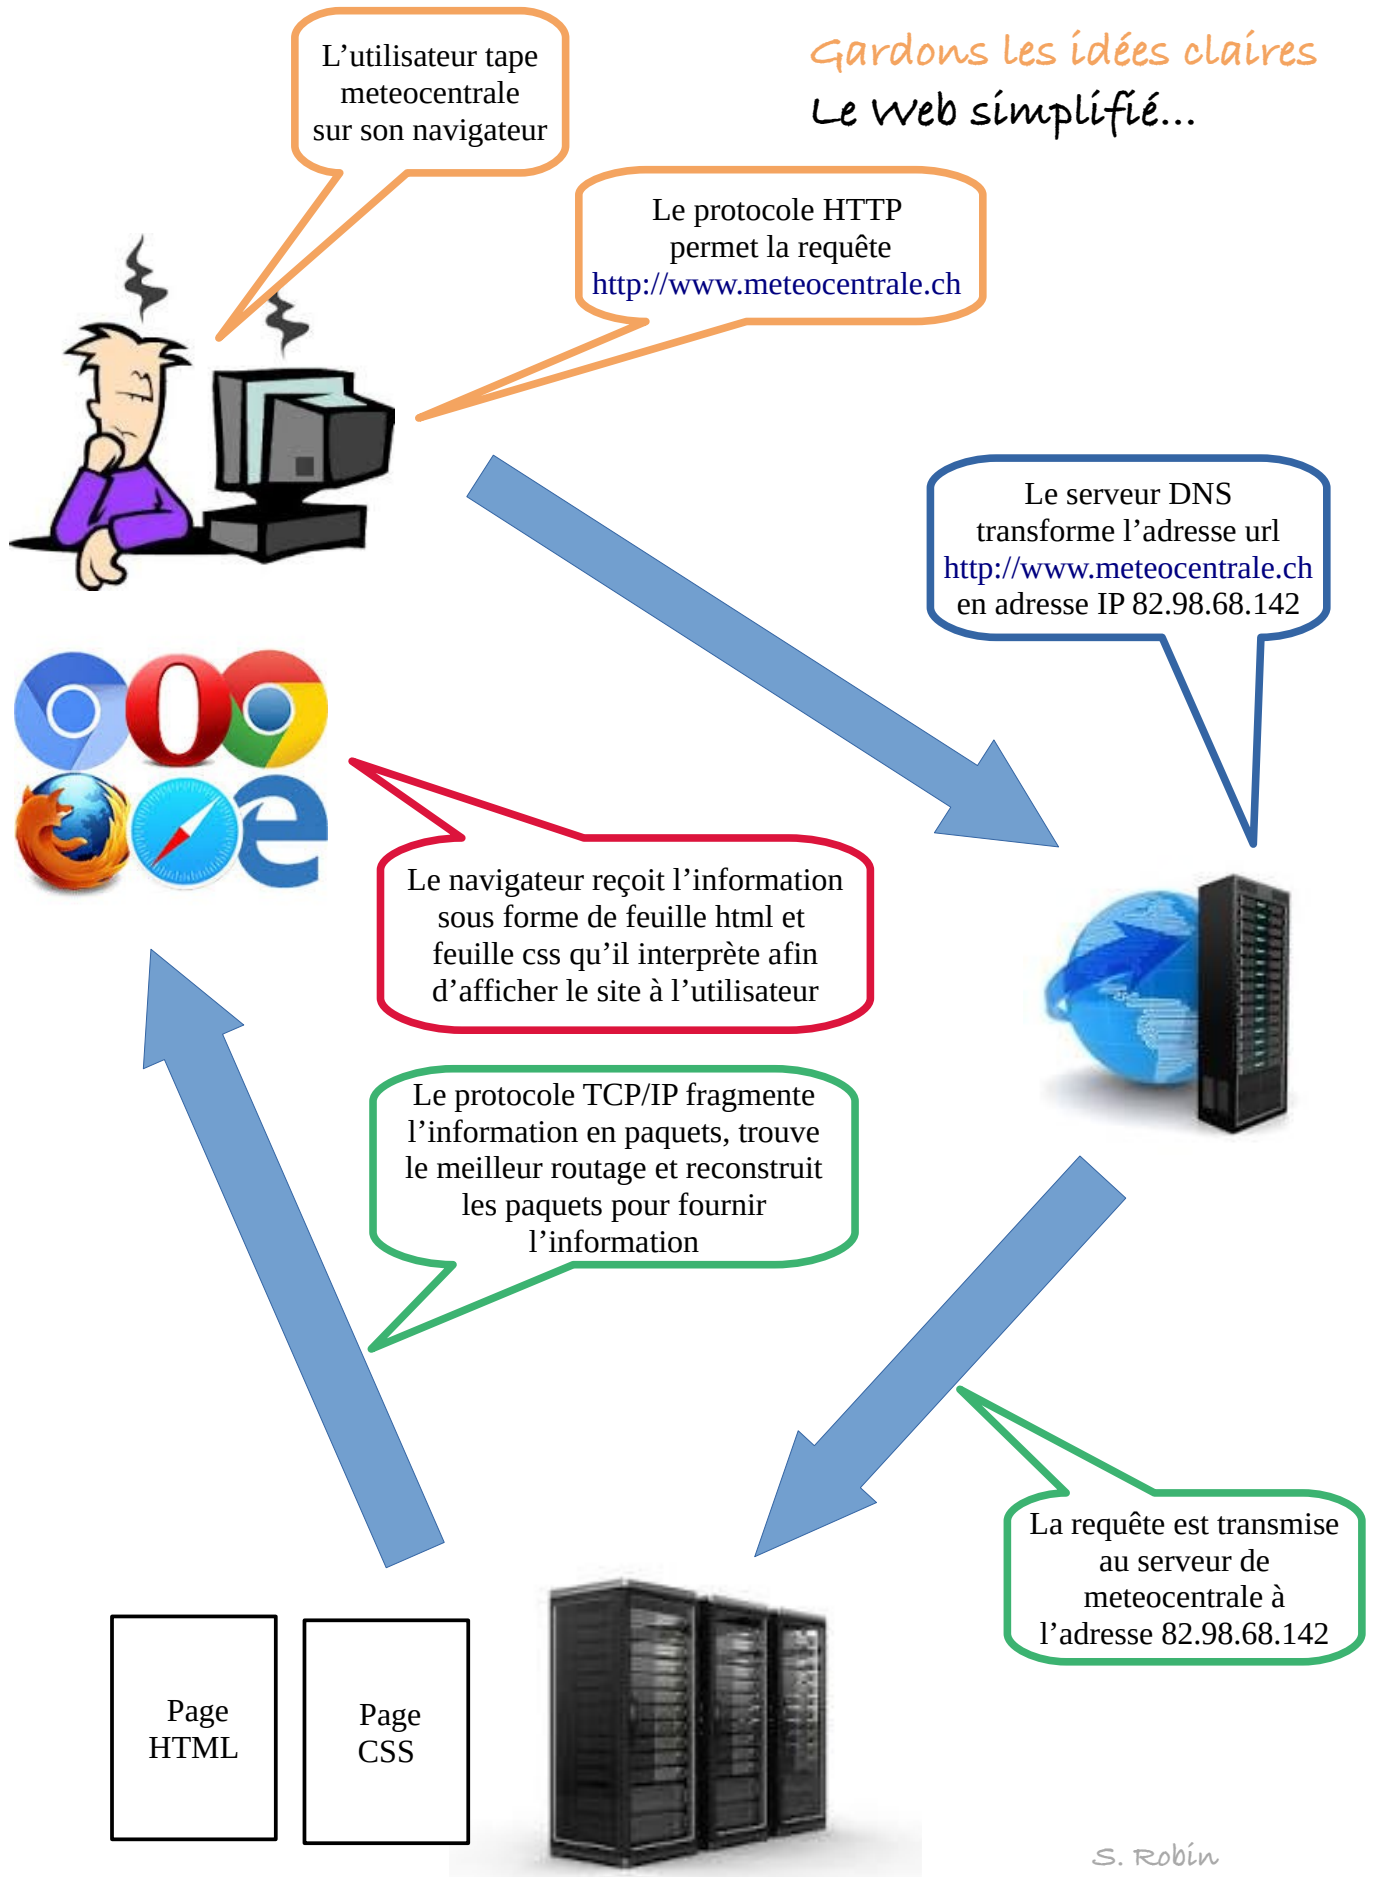 Gardons les idées claires
Le Web simplifié...
L’utilisateur tape
meteocentrale
sur son navigateur
Le protocole HTTP
permet la requête
http://www.meteocentrale.ch
Le serveur DNS
transforme l’adresse url
http://www.meteocentrale.ch
en adresse IP 82.98.68.142
Le navigateur reçoit l’information
sous forme de feuille html et
feuille css qu’il interprète afin
d’afficher le site à l’utilisateur
Le protocole TCP/IP fragmente
l’information en paquets, trouve
le meilleur routage et reconstruit
les paquets pour fournir
l’information
La requête est transmise
au serveur de
meteocentrale à
l’adresse 82.98.68.142
Page
HTML
Page
CSS
S. Robin